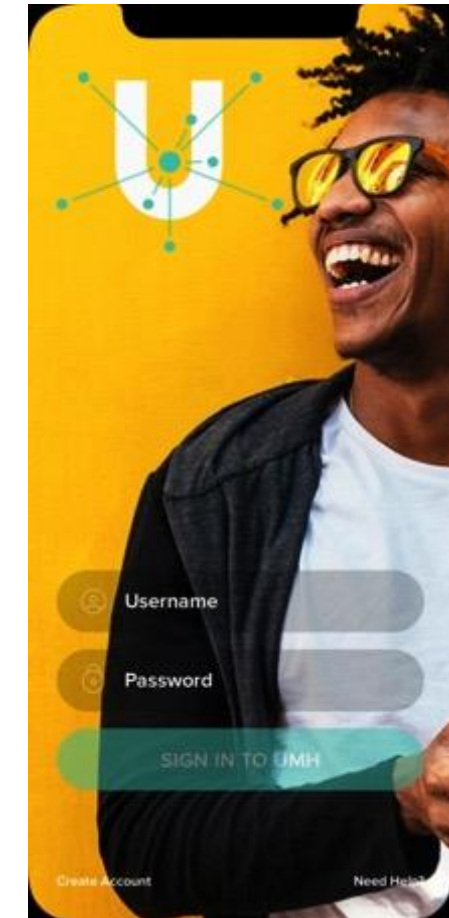 U
Username
Password
SIGN IN TO UMH
Create Account
Need Help?